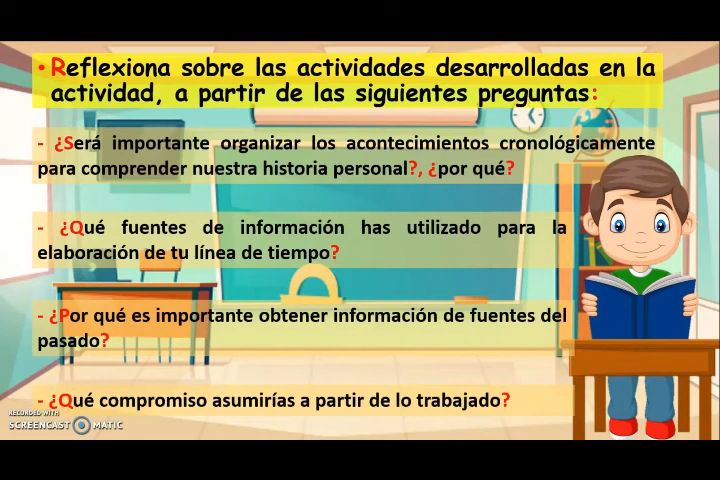 • Reflexiona sobre las actividades desarrolladas en la
actividad, a partir de las siguientes preguntas:
- ¿Será importante organizar los acontecimientos cronológicamente
para comprender nuestra historia personal?, ¿por qué?
- ¿Qué fuentes de información has utilizado para la
elaboración de tu línea de tiempo?
- ¿Por qué es importante obtener información de fuentes del
pasado?
- ¿Qué compromiso asumirías a partir de lo trabajado?
RECORDED WITH
SCREENCAST MATIC